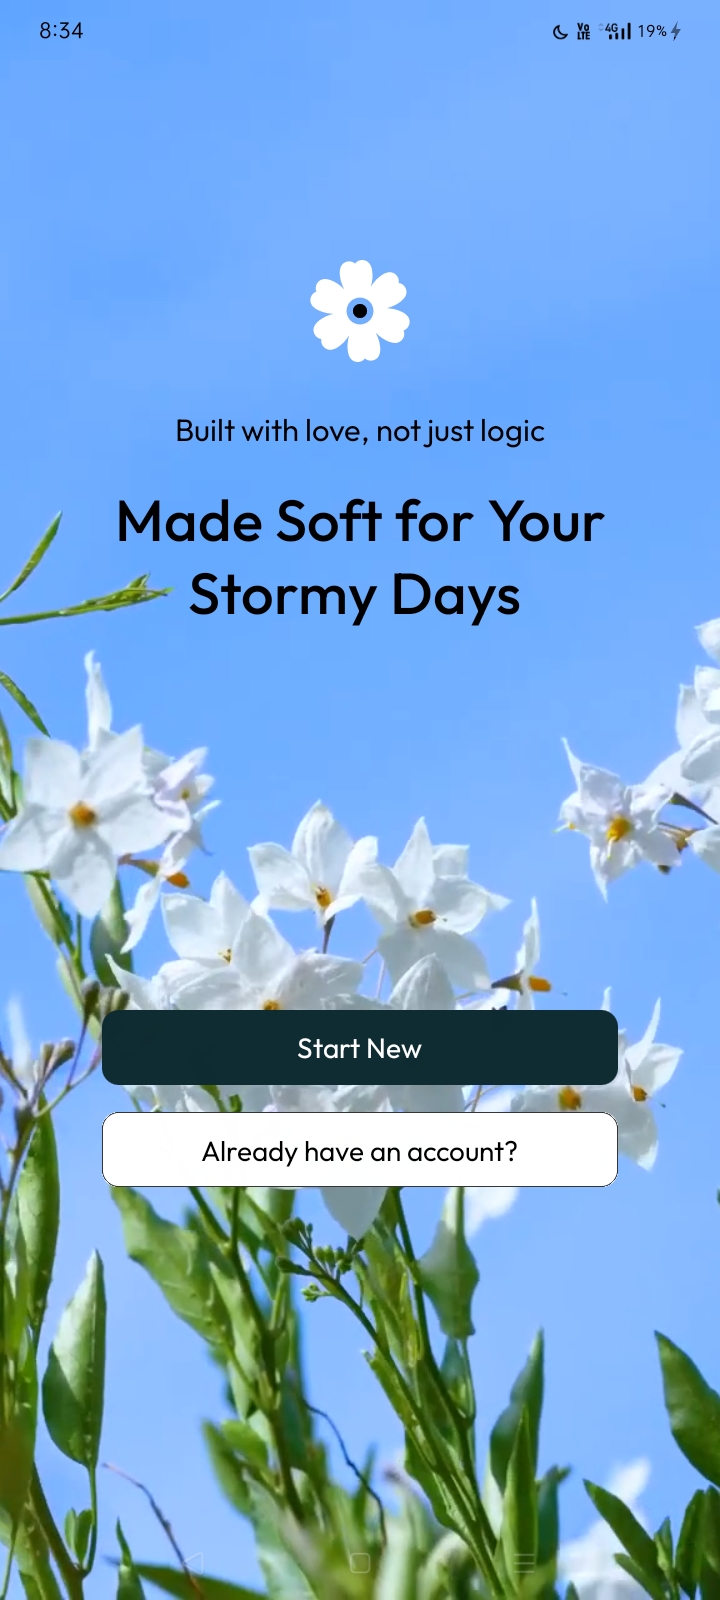 8:34
Vo LTE 4G 19%
Built with love, not just logic
Made Soft for Your
Stormy Days
Start New
Already have an account?